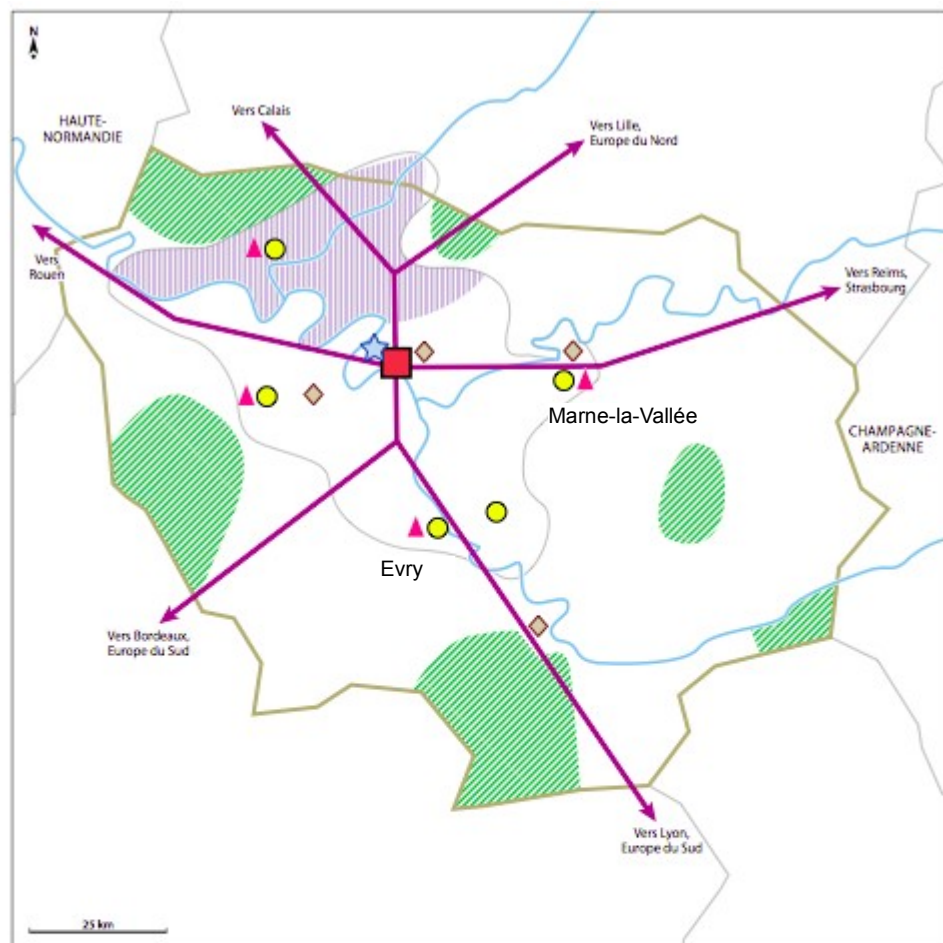 N
Vers Calais
HAUTE-
NORMANDIE
Vers Lille,
Europe du Nord
Vers
Rouen
Vers Reims,
Strasbourg
Marne-la-Vallée
CHAMPAGNE-
ARDENNE
Evry
Vers Bordeaux,
Europe du Sud
Vers Lyon,
Europe du Sud
25 km